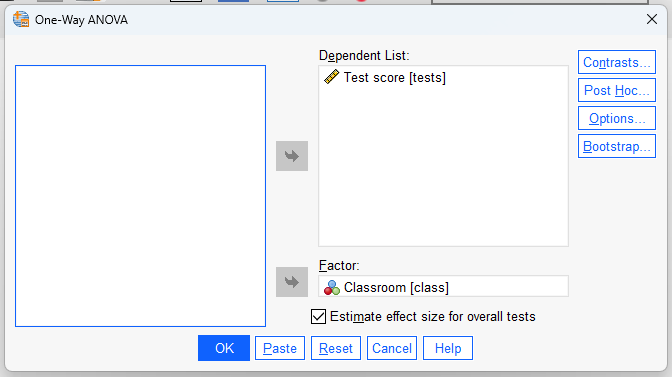 One-Way ANOVA
Dependent List:
Test score [tests]
Contrasts...
Post Hoc...
Options...
Bootstrap...
Factor:
Classroom [class]
Estimate effect size for overall tests
OK Paste Reset Cancel Help